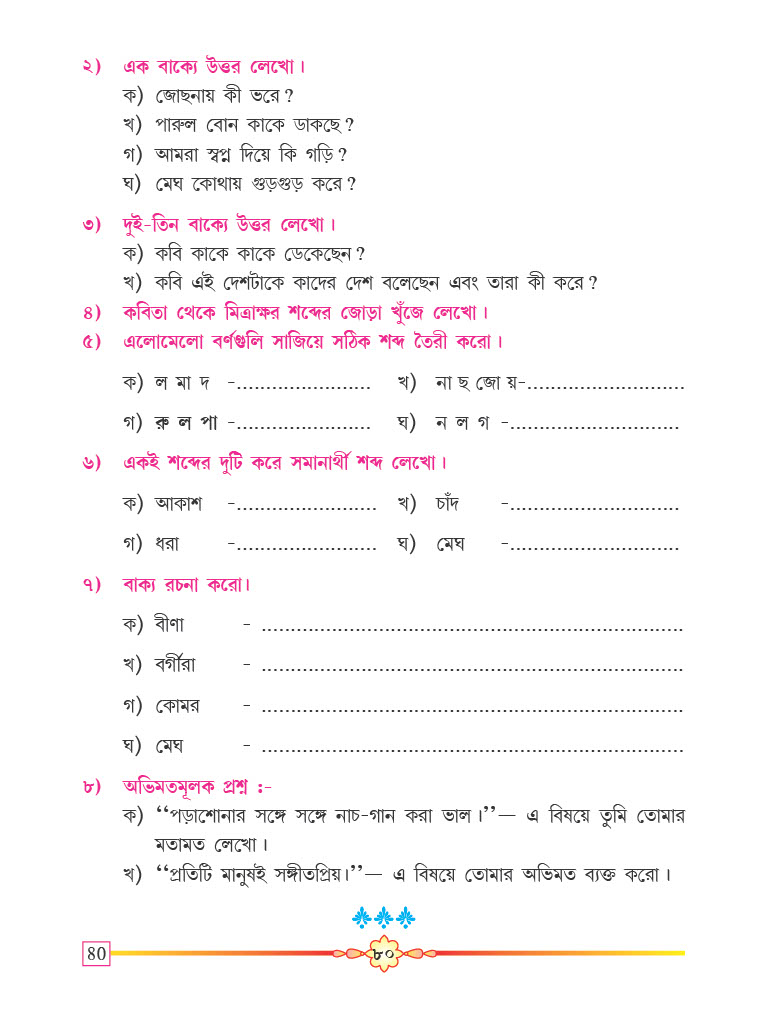 ২) এক বাক্যে উত্তর লেখো।
ক) জোছনায় কী ভরে ?
খ) পারুল বোন কাকে ডাকছে ?
গ) আমরা স্বপ্ন দিয়ে কি গড়ি ?
ঘ) মেঘ কোথায় গুড়গুড় করে ?
৩) দুই-তিন বাক্যে উত্তর লেখো।
ক) কবি কাকে কাকে ডেকেছেন ?
খ) কবি এই দেশটাকে কাদের দেশ বলেছেন এবং তারা কী করে ?
৪) কবিতা থেকে মিত্রাক্ষর শব্দের জোড়া খুঁজে লেখো।
৫) এলোমেলো বর্ণগুলি সাজিয়ে সঠিক শব্দ তৈরী করো।
ক) ল মা দ -....................... খ) না ছ জো য়-...........................
গ) রু ল পা -....................... ঘ) ন ল গ -.............................
৬) একই শব্দের দুটি করে সমানার্থী শব্দ লেখো।
ক) আকাশ -........................ খ) চাঁদ -.............................
গ) ধরা -........................ ঘ) মেঘ -.............................
৭) বাক্য রচনা করো।
ক) বীণা - ........................................................................
খ) বর্গীরা - ........................................................................
গ) কোমর - ........................................................................
ঘ) মেঘ - ........................................................................
৮) অভিমতমূলক প্রশ্ন :-
ক) ‘‘পড়াশোনার সঙ্গে সঙ্গে নাচ-গান করা ভাল।’’— এ বিষয়ে তুমি তোমার
মতামত লেখো।
খ) ‘‘প্রতিটি মানুষই সঙ্গীতপ্রিয়।’’— এ বিষয়ে তোমার অভিমত ব্যক্ত করো।
80 ৮০